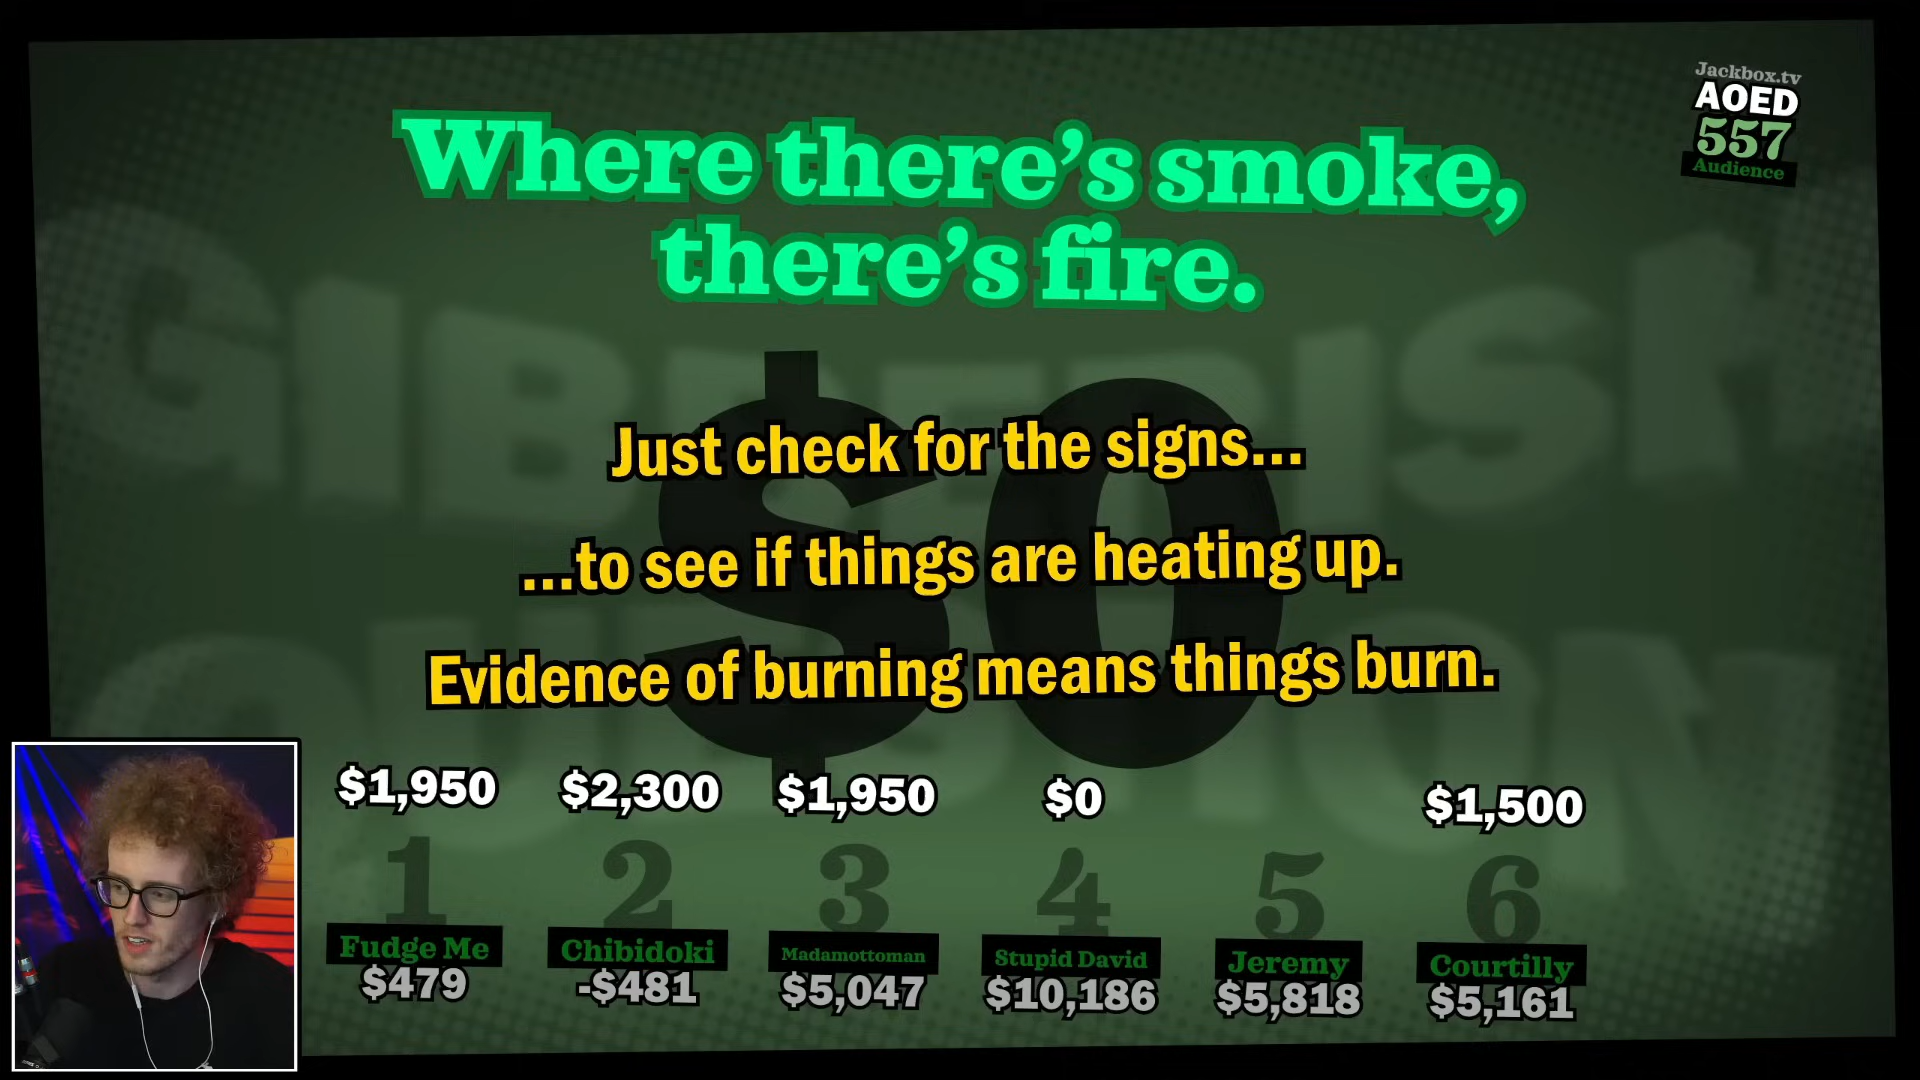 Jackbox.tv
AOED
557
Audience
Where there's smoke,
there's fire.
GIBBERISH
QUESTION
$0
Just check for the signs...
...to see if things are heating up.
Evidence of burning means things burn.
$1,950 $2,300 $1,950 $0 $1,500
1 2 3 4 5 6
Fudge Me Chibidoki Madamottoman Stupid David Jeremy Courtilly
$479 -$481 $5,047 $10,186 $5,818 $5,161